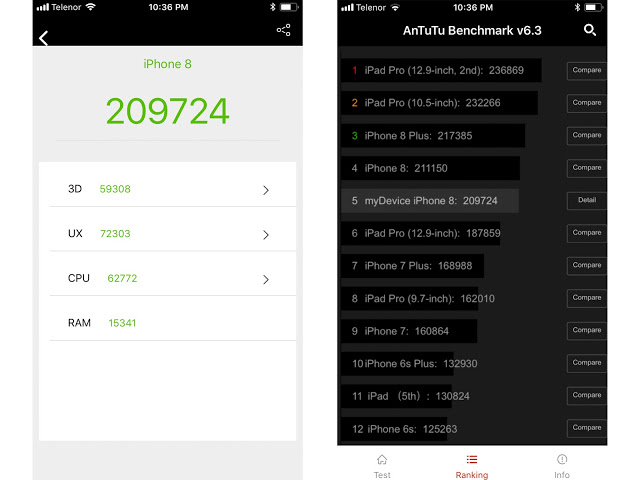 Telenor 10:36 PM
iPhone 8
209724
3D 59308
UX 72303
CPU 62772
RAM 15341
Telenor 10:36 PM
AnTuTu Benchmark v6.3
1 iPad Pro (12.9-inch, 2nd): 236869 Compare
2 iPad Pro (10.5-inch): 232266 Compare
3 iPhone 8 Plus: 217385 Compare
4 iPhone 8: 211150 Compare
5 myDevice iPhone 8: 209724 Detail
6 iPad Pro (12.9-inch): 187859 Compare
7 iPhone 7 Plus: 168988 Compare
8 iPad Pro (9.7-inch): 162010 Compare
9 iPhone 7: 160864 Compare
10 iPhone 6s Plus: 132930 Compare
11 iPad （5th）: 130824 Compare
12 iPhone 6s: 125263 Compare
Test Ranking Info